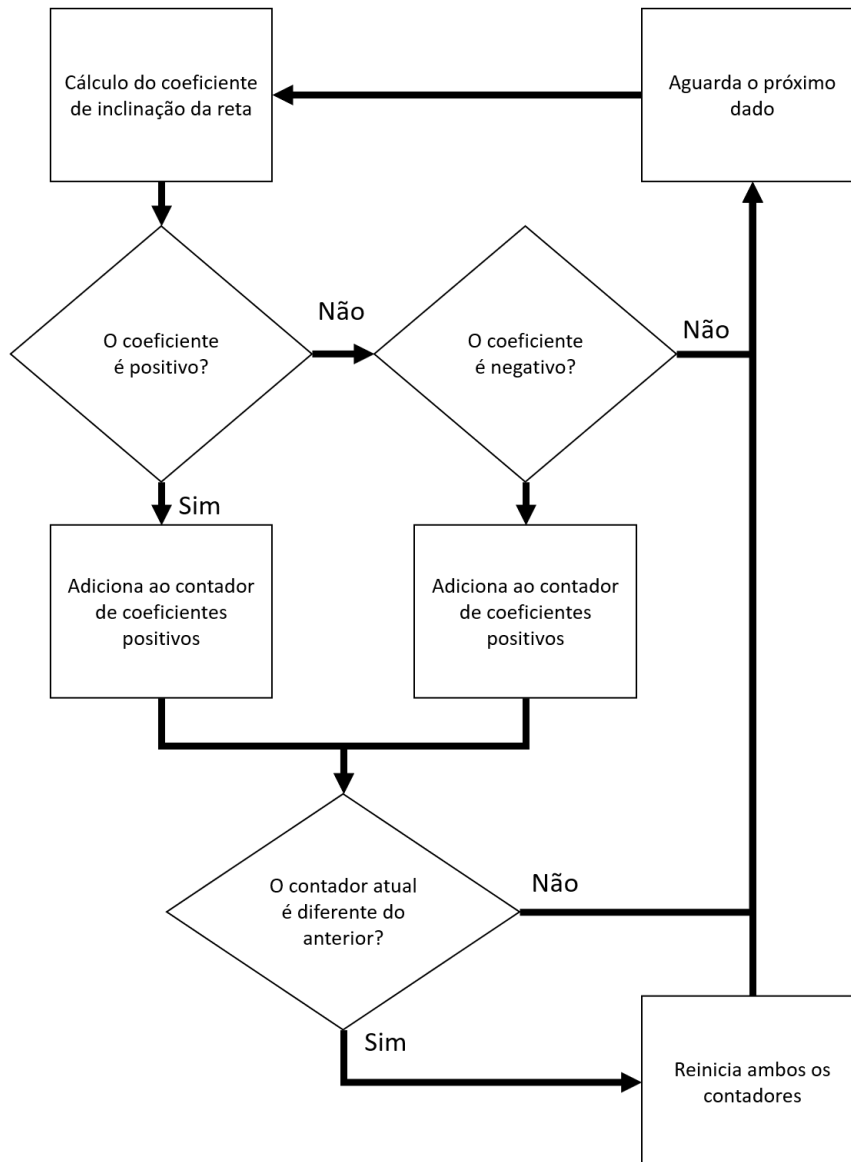 Cálculo do coeficiente
de inclinação da reta
Aguarda o próximo
dado
Não
Não
O coeficiente
é positivo?
O coeficiente
é negativo?
Sim
Adiciona ao contador
de coeficientes
positivos
Adiciona ao contador
de coeficientes
positivos
O contador atual
é diferente do
anterior?
Não
Sim
Reinicia ambos os
contadores